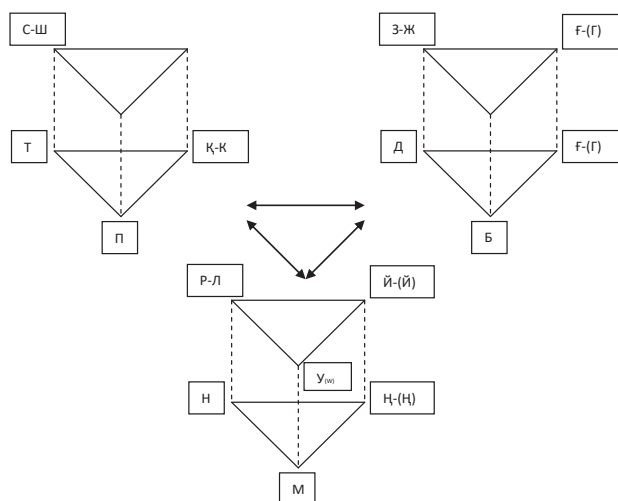 С-Ш
З-Ж
Ғ-(Г)
Т
Қ-К
Д
Ғ-(Г)
П
Б
Р-Л
Й-(Й)
У(w)
Н
Ң-(Ң)
М